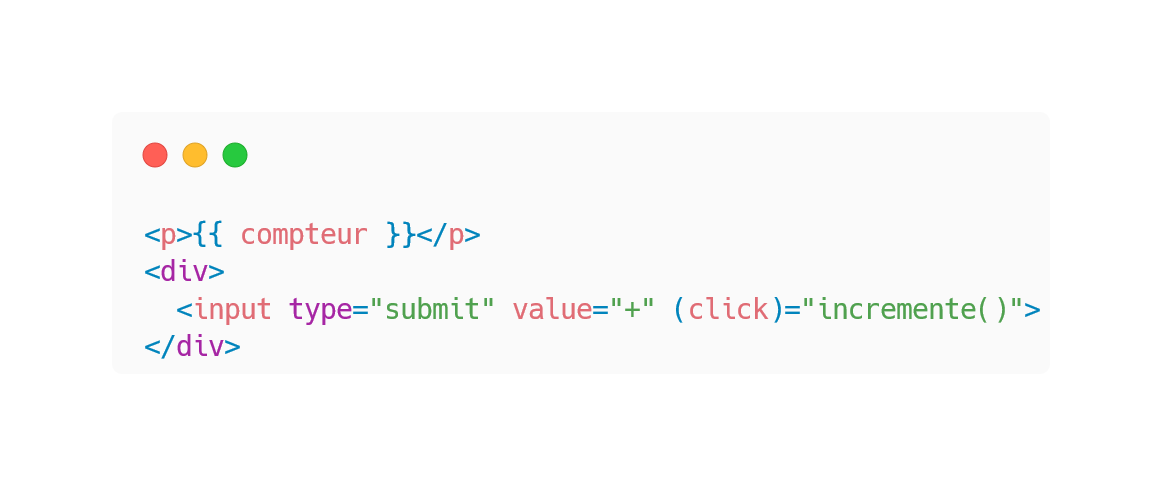 <p>{{ compteur }}</p>
<div>
  <input type="submit" value="+" (click)="incremente()">
</div>